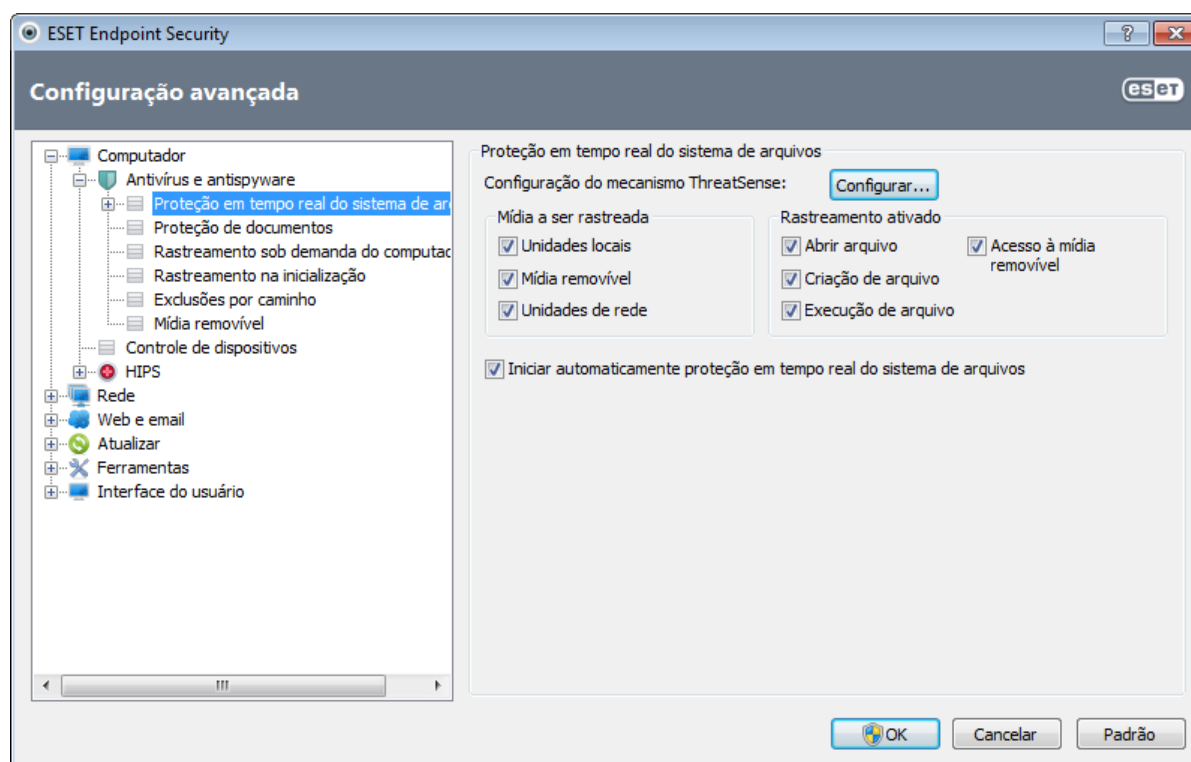 ESET Endpoint Security
Configuração avançada
eseT
Computador
Antivírus e antispyware
Proteção em tempo real do sistema de
Proteção de documentos
Rastreamento sob demanda do
Rastreamento na inicialização
Exclusões por caminho
Mídia removível
Controle de dispositivos
HIPS
Rede
Web e email
Atualizar
Ferramentas
Interface do usuário
Proteção em tempo real do sistema de arquivos
Configuração do mecanismo ThreatSense:
Configurar...
Mídia a ser rastreada
Unidades locais
Mídia removível
Unidades de rede
Rastreamento ativado
Abrir arquivo
Criação de arquivo
Execução de arquivo
Acesso à mídia
removível
Iniciar automaticamente proteção em tempo real do sistema de arquivos
OK
Cancelar
Padrão